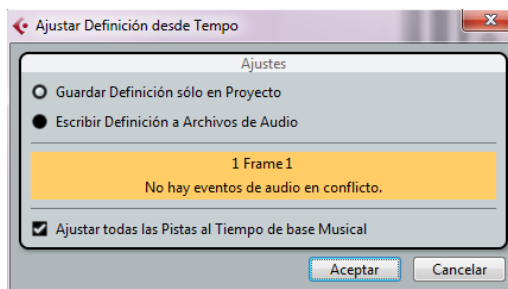 Ajustar Definición desde Tempo
Ajustes
Guardar Definición sólo en Proyecto
Escribir Definición a Archivos de Audio
1 Frame 1
No hay eventos de audio en conflicto.
Ajustar todas las Pistas al Tiempo de base Musical
Aceptar Cancelar